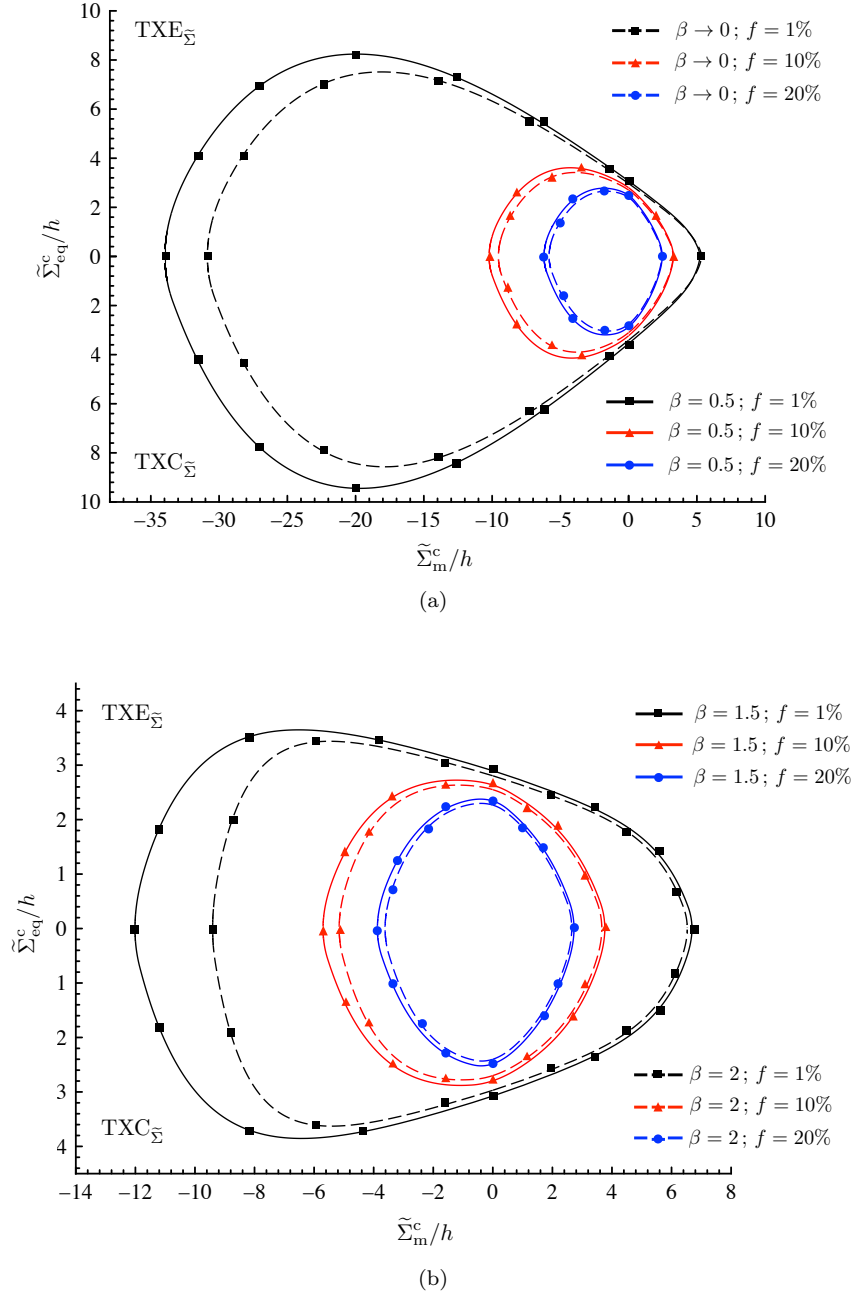 TXE_Σ̃
β → 0 ; f = 1%
β → 0 ; f = 10%
β → 0 ; f = 20%
10
8
6
4
2
0
2
4
6
8
10
Σ̃ᶜ_eq/h
TXC_Σ̃
β = 0.5 ; f = 1%
β = 0.5 ; f = 10%
β = 0.5 ; f = 20%
−35 −30 −25 −20 −15 −10 −5 0 5 10
Σ̃ᶜ_m/h
(a)
TXE_Σ̃
β = 1.5 ; f = 1%
β = 1.5 ; f = 10%
β = 1.5 ; f = 20%
4
3
2
1
0
1
2
3
4
Σ̃ᶜ_eq/h
TXC_Σ̃
β = 2 ; f = 1%
β = 2 ; f = 10%
β = 2 ; f = 20%
−14 −12 −10 −8 −6 −4 −2 0 2 4 6 8
Σ̃ᶜ_m/h
(b)